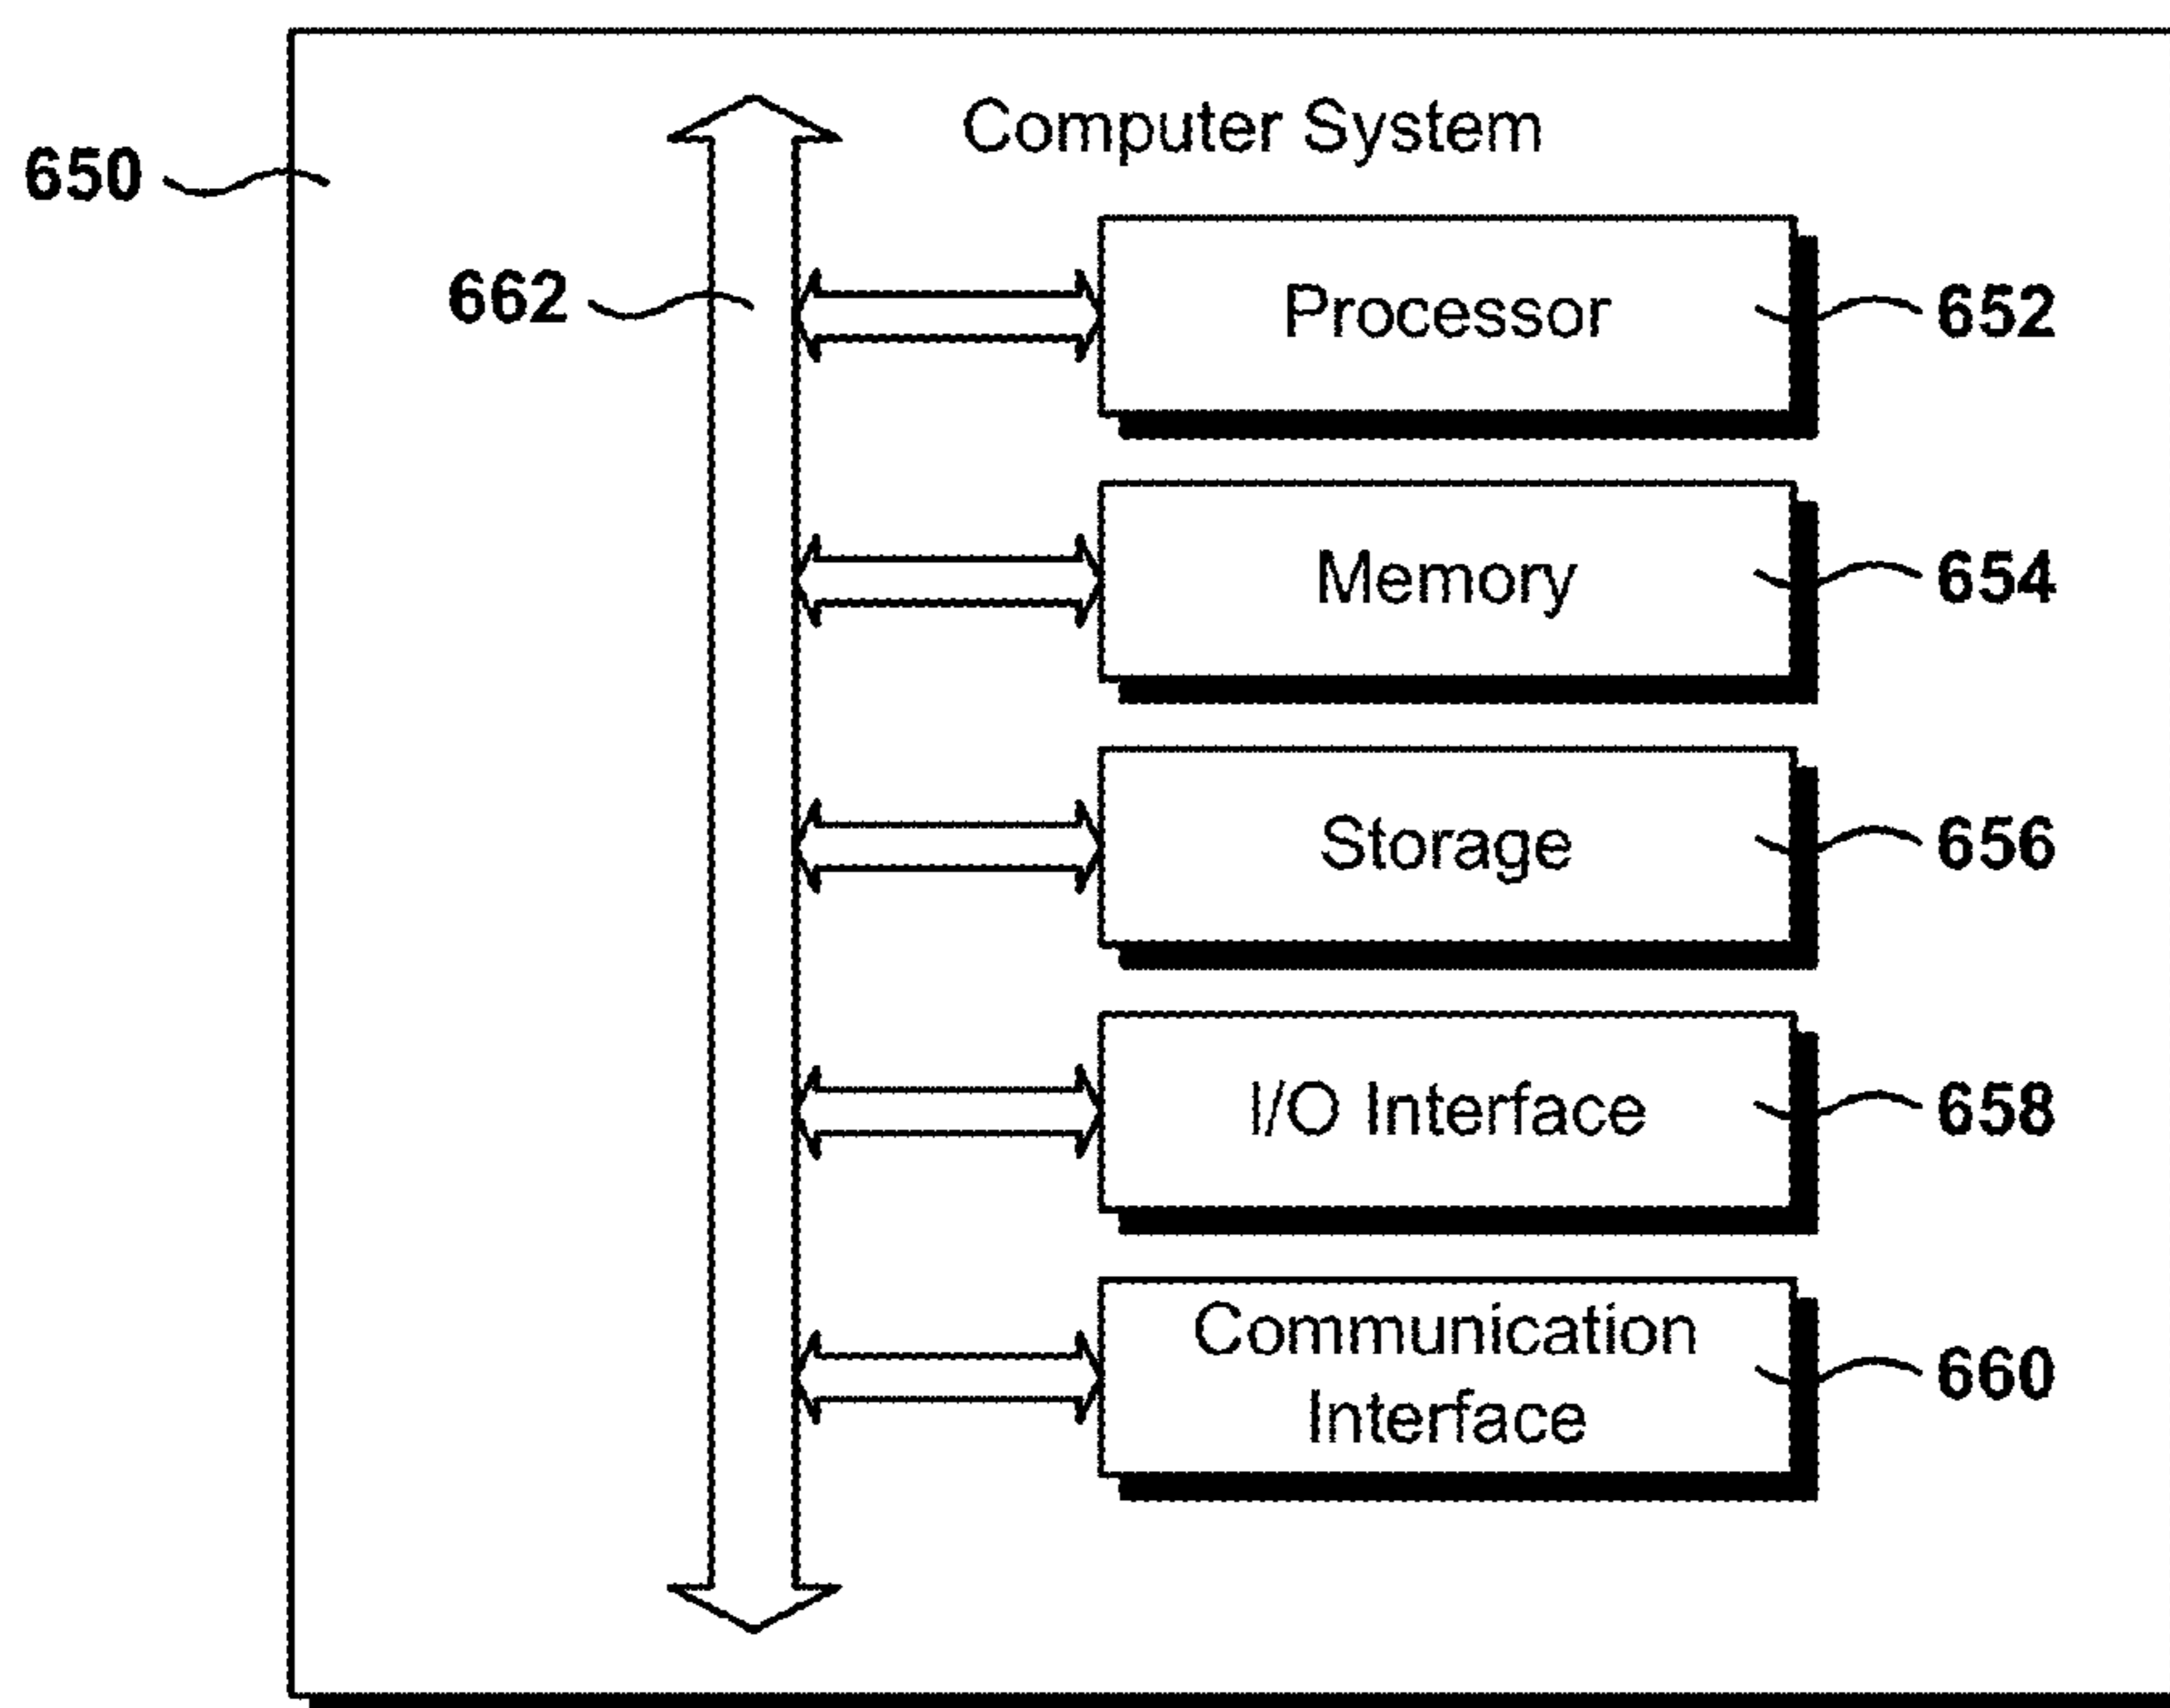 Computer System
650
662
Processor
652
Memory
654
Storage
656
I/O Interface
658
Communication
Interface
660